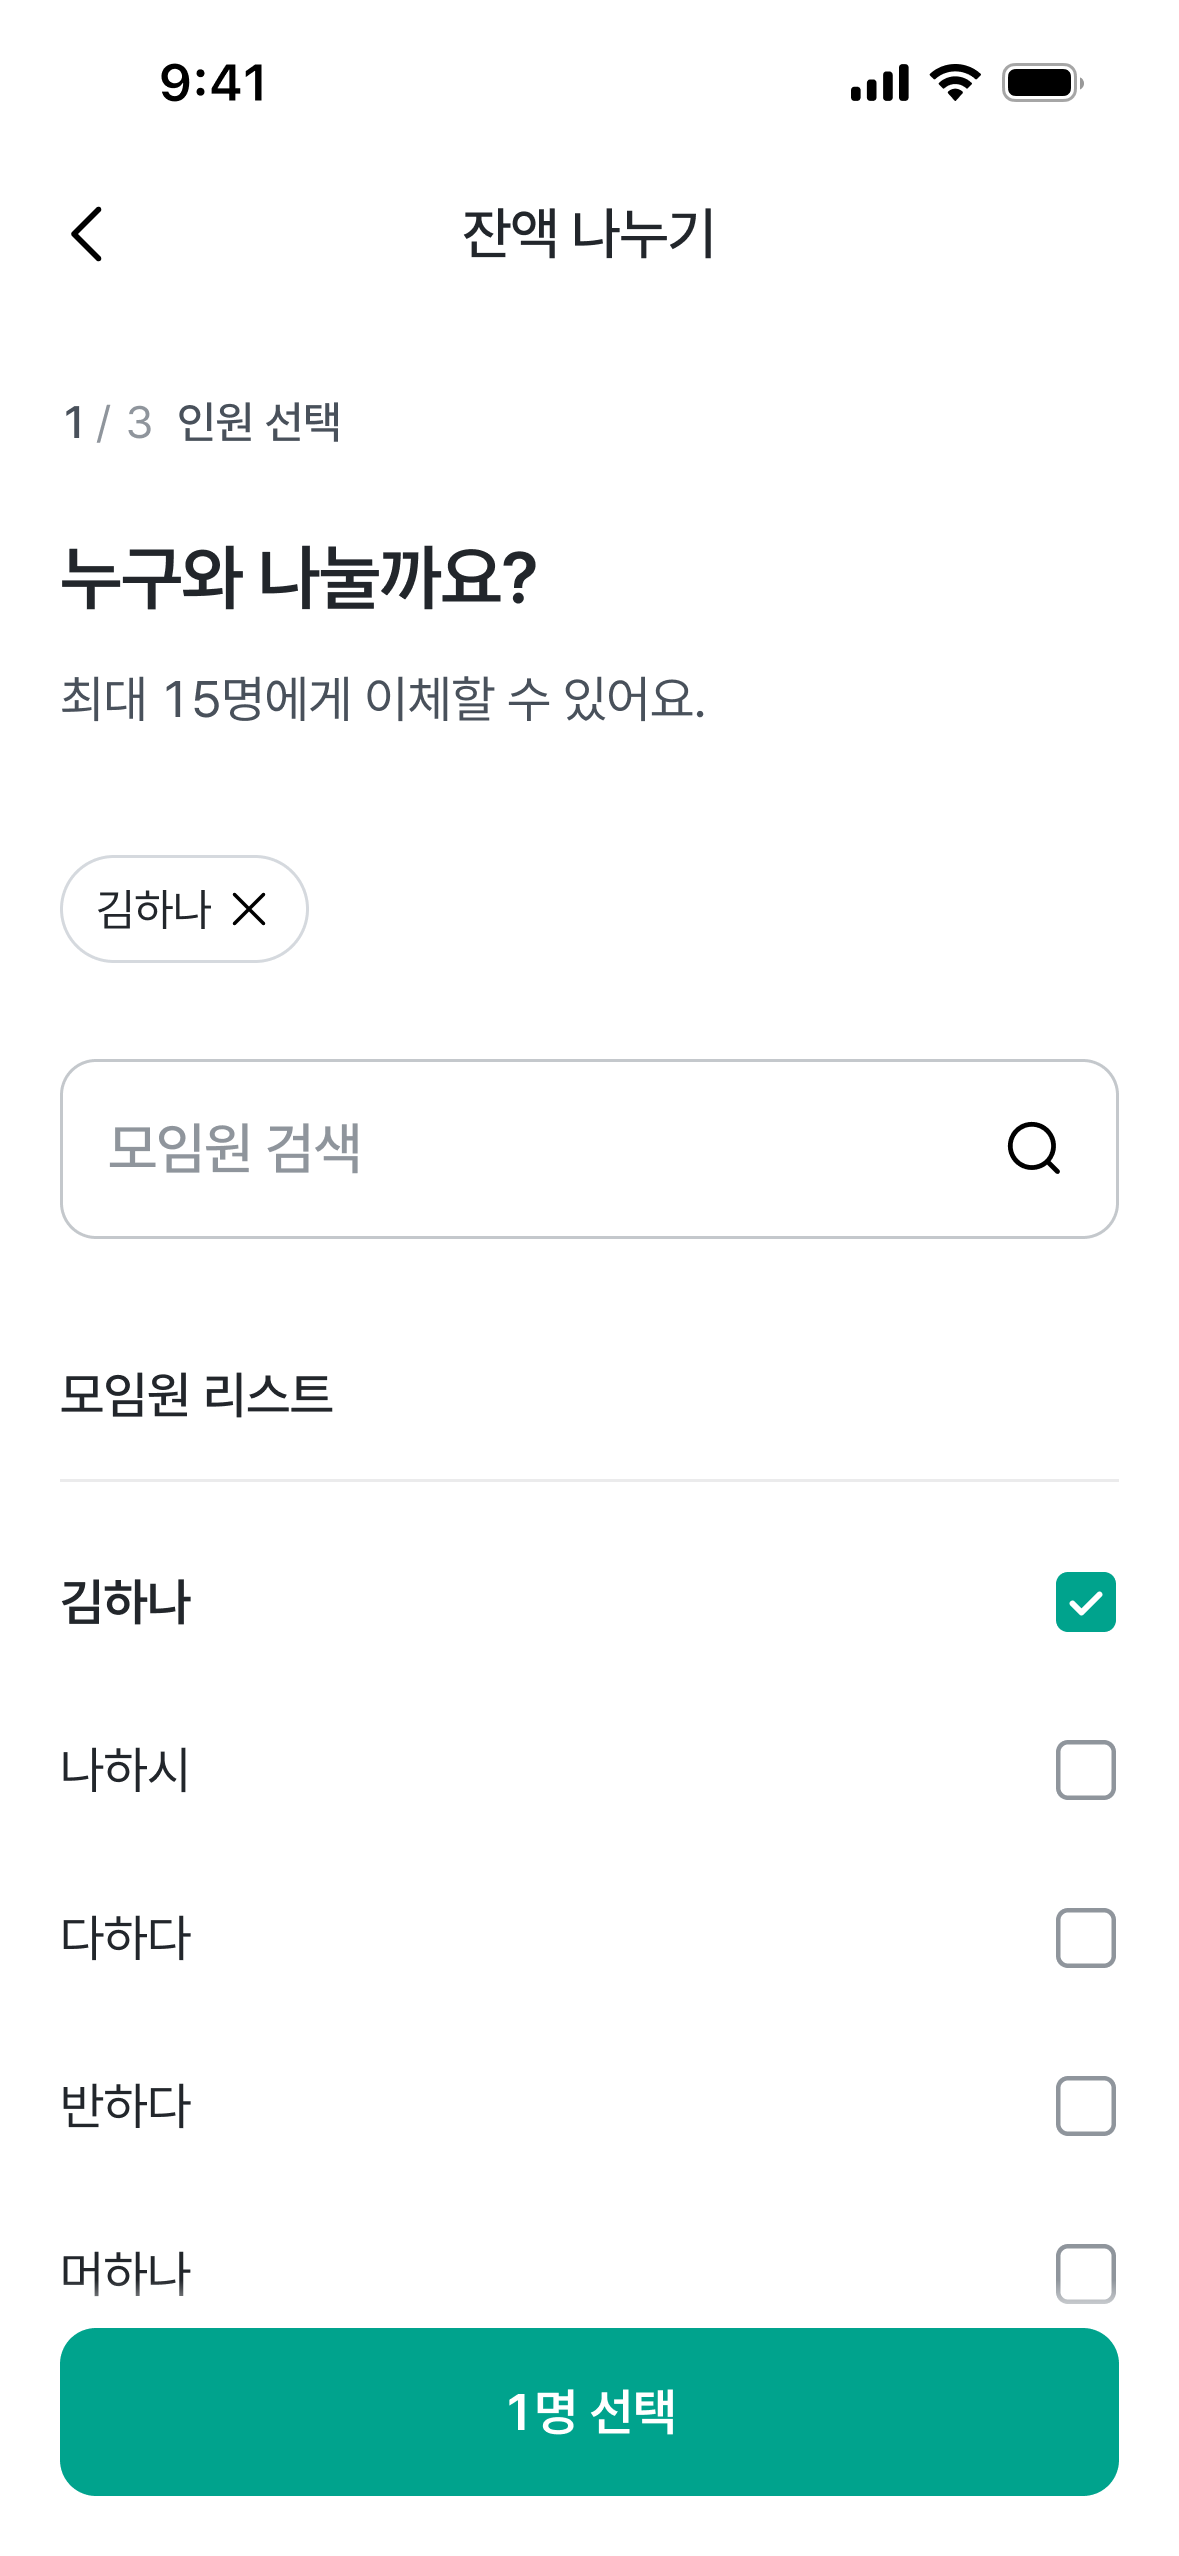 9:41
잔액 나누기
1 / 3 인원 선택
누구와 나눌까요?
최대 15명에게 이체할 수 있어요.
김하나
모임원 검색
모임원 리스트
김하나
나하시
다하다
반하다
머하나
1명 선택